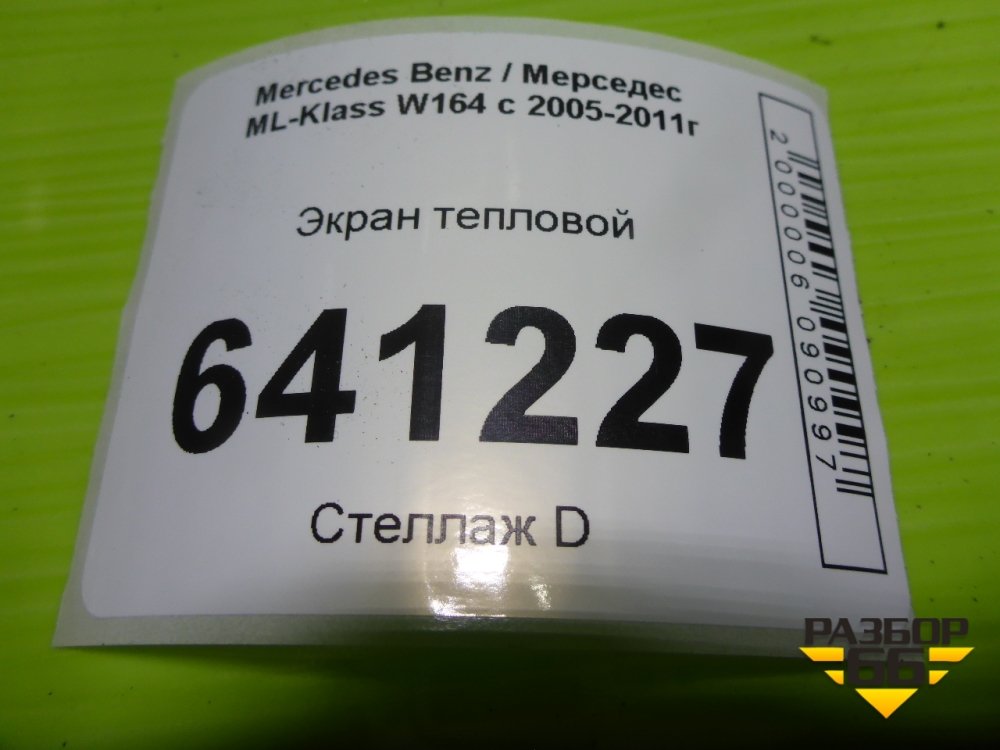 Mercedes Benz / Мерседес
ML-Klass W164 с 2005-2011г
Экран тепловой
641227
Стеллаж D
2000006090997
РАЗБОР
66